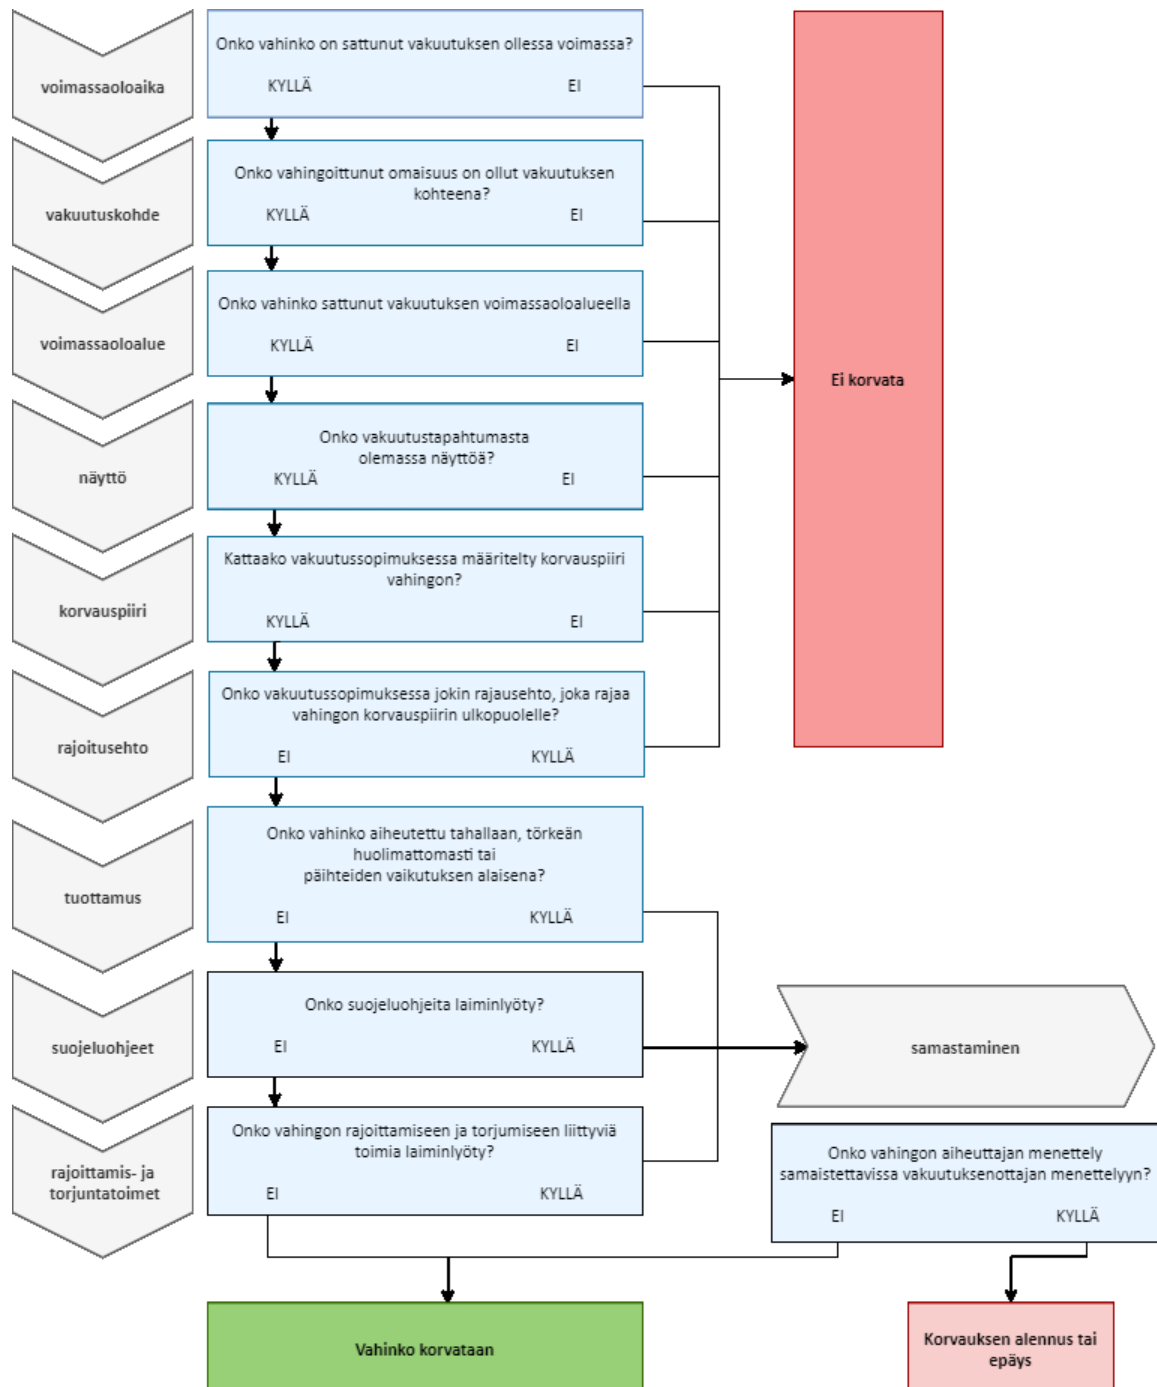 voimassaoloaika
Onko vahinko on sattunut vakuutuksen ollessa voimassa?
KYLLÄ EI
vakuutuskohde
Onko vahingoittunut omaisuus on ollut vakuutuksen
kohteena?
KYLLÄ EI
voimassaoloalue
Onko vahinko sattunut vakuutuksen voimassaoloalueella
KYLLÄ EI
Ei korvata
näyttö
Onko vakuutustapahtumasta
olemassa näyttöä?
KYLLÄ EI
korvauspiiri
Kattaako vakuutussopimuksessa määritelty korvauspiiri
vahingon?
KYLLÄ EI
rajoitusehto
Onko vakuutussopimuksessa jokin rajausehto, joka rajaa
vahingon korvauspiirin ulkopuolelle?
EI KYLLÄ
tuottamus
Onko vahinko aiheutettu tahallaan, törkeän
huolimattomasti tai
päihteiden vaikutuksen alaisena?
EI KYLLÄ
suojeluohjeet
Onko suojeluohjeita laiminlyöty?
EI KYLLÄ
samastaminen
rajoittamis- ja
torjuntatoimet
Onko vahingon rajoittamiseen ja torjumiseen liittyviä
toimia laiminlyöty?
EI KYLLÄ
Onko vahingon aiheuttajan menettely
samaistettavissa vakuutuksenottajan menettelyyn?
EI KYLLÄ
Vahinko korvataan
Korvauksen alennus tai
epäys